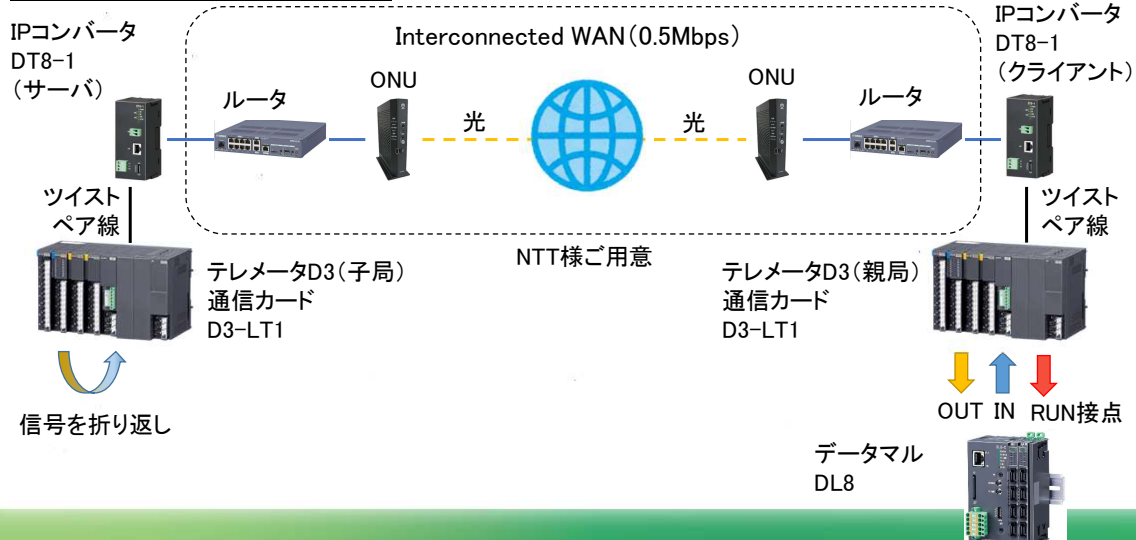 IPコンバータ
DT8-1
（サーバ）
ルータ
ONU
光
Interconnected WAN（0.5Mbps）
光
ONU
ルータ
IPコンバータ
DT8-1
（クライアント）
ツイスト
ペア線
NTT様ご用意
ツイスト
ペア線
テレメータD3（子局）
通信カード
D3-LT1
テレメータD3（親局）
通信カード
D3-LT1
信号を折り返し
OUT IN RUN接点
データマル
DL8